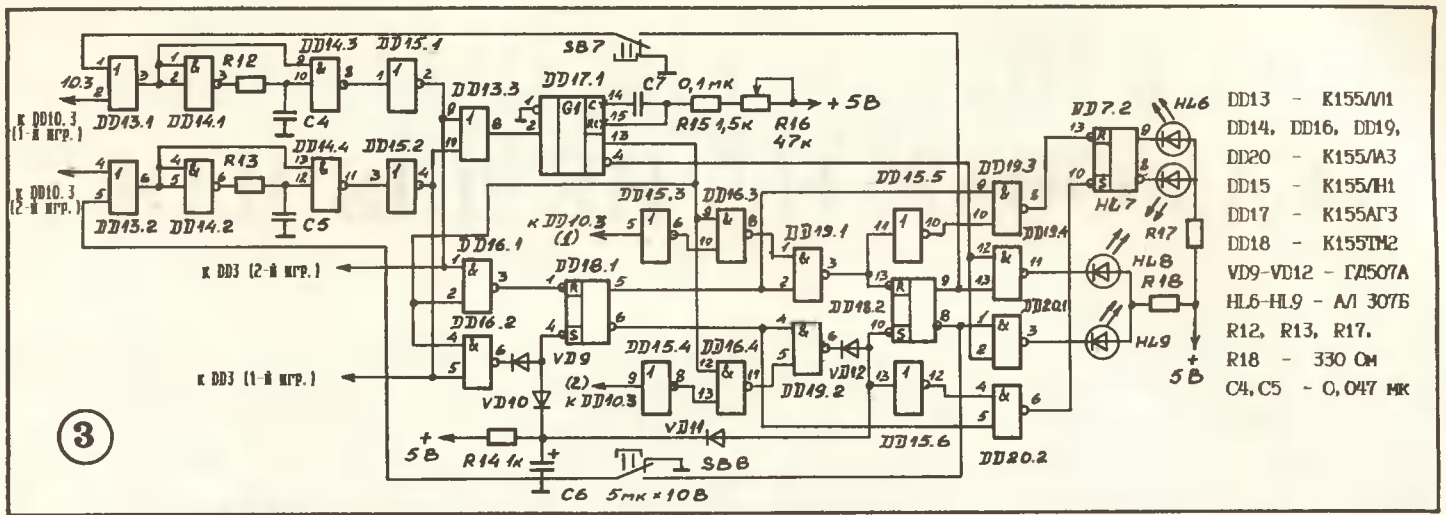 DD14.3
DD15.1
SB7
DD17.1
C7
0,1мк
+ 5В
R15 1,5к
R16
47к
R12
DD13.3
10.3
DD13.1
DD14.1
C4
к DD10.3
(1-й игр.)
R13
DD14.4
DD15.2
к DD10.3
(2-й игр.)
DD13.2
DD14.2
C5
G1
C
RC
DD7.2
HL6
HL7
R17
HL8
R18
HL9
+
5В
DD15.3
DD16.3
DD15.5
DD19.3
DD19.4
к DD10.3
(1)
DD19.1
DD18.2
DD20.1
к DD3 (2-й игр.)
DD16.1
DD18.1
DD16.2
VD9
DD15.4
DD16.4
DD19.2
VD12
к DD3 (1-й игр.)
(2)
к DD10.3
VD10
VD11
DD15.6
DD20.2
+
5В
R14 1к
C6 5мк × 10В
SB8
3
DD13 - К155ЛЛ1
DD14, DD16, DD19,
DD20 - К155ЛА3
DD15 - К155ЛН1
DD17 - К155АГ3
DD18 - К155ТМ2
VD9-VD12 - ГД507А
HL6-HL9 - АЛ 307Б
R12, R13, R17,
R18 - 330 Ом
C4, C5 - 0,047 мк